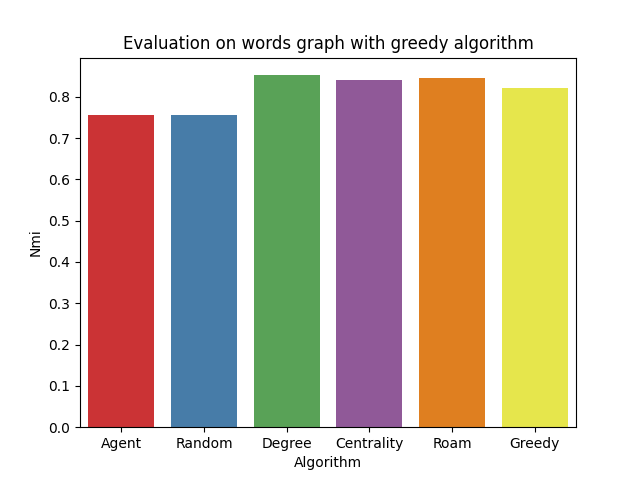 Evaluation on words graph with greedy algorithm
0.8
0.7
0.6
0.5
0.4
0.3
0.2
0.1
0.0
Nmi
Agent Random Degree Centrality Roam Greedy
Algorithm